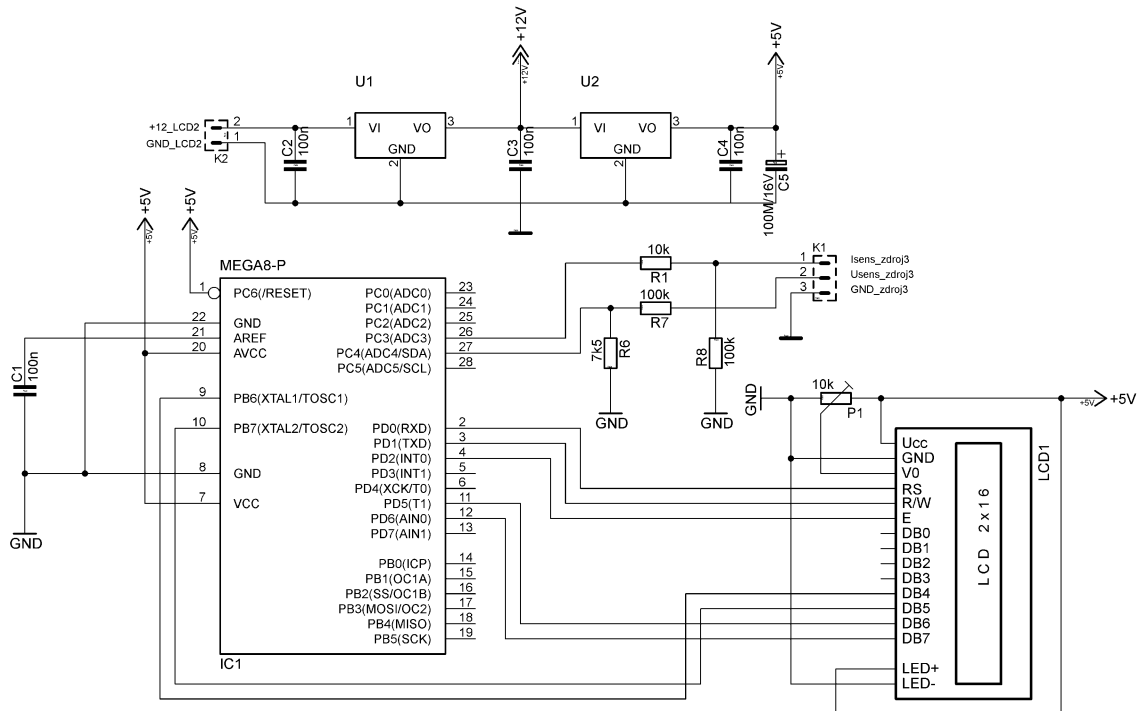 +12V
+12V
+5V
+5V
U1
U2
+12_LCD2
GND_LCD2
2
1
K2
C2
100n
1
VI
VO
3
GND
2
C3
100n
1
VI
VO
3
GND
2
C4
100n
+
C5
100M/16V
+5V
+5V
+5V
+5V
MEGA8-P
1
PC6(/RESET)
22
GND
21
AREF
20
AVCC
9
PB6(XTAL1/TOSC1)
10
PB7(XTAL2/TOSC2)
8
GND
7
VCC
C1
100n
GND
PC0(ADC0)
23
PC1(ADC1)
24
PC2(ADC2)
25
PC3(ADC3)
26
PC4(ADC4/SDA)
27
PC5(ADC5/SCL)
28
PD0(RXD)
2
PD1(TXD)
3
PD2(INT0)
4
PD3(INT1)
5
PD4(XCK/T0)
6
PD5(T1)
11
PD6(AIN0)
12
PD7(AIN1)
13
PB0(ICP)
14
PB1(OC1A)
15
PB2(SS/OC1B)
16
PB3(MOSI/OC2)
17
PB4(MISO)
18
PB5(SCK)
19
IC1
10k
R1
100k
R7
7k5
R6
GND
R8
100k
GND
K1
1
2
3
Isens_zdroj3
Usens_zdroj3
GND_zdroj3
GND
10k
P1
+5V
+5V
LCD1
Ucc
GND
V0
RS
R/W
E
DB0
DB1
DB2
DB3
DB4
DB5
DB6
DB7
LED+
LED-
LCD 2x16